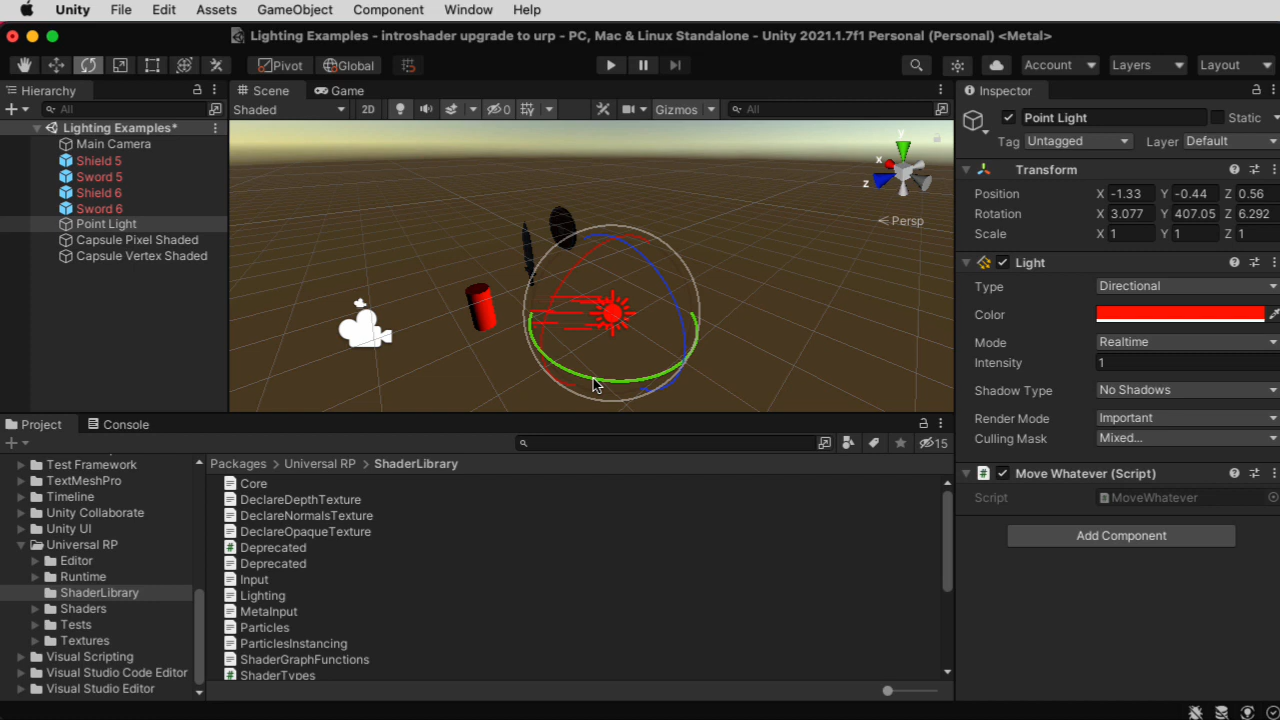 Unity File Edit Assets GameObject Component Window Help
Lighting Examples - introshader upgrade to urp - PC, Mac & Linux Standalone - Unity 2021.1.7f1 Personal (Personal) <Metal>
Pivot Global Account Layers Layout
Hierarchy
All
Lighting Examples*
Main Camera
Shield 5
Sword 5
Shield 6
Sword 6
Point Light
Capsule Pixel Shaded
Capsule Vertex Shaded
Scene Game
Shaded 2D 0 Gizmos All
y
x
z
Persp
Inspector
Point Light Static
Tag Untagged Layer Default
Transform
Position X -1.33 Y -0.44 Z 0.56
Rotation X 3.077 Y 407.05 Z 6.292
Scale X 1 Y 1 Z 1
Light
Type Directional
Color
Mode Realtime
Intensity 1
Shadow Type No Shadows
Render Mode Important
Culling Mask Mixed...
Move Whatever (Script)
Script MoveWhatever
Add Component
Project Console
15
Test Framework
TextMeshPro
Timeline
Unity Collaborate
Unity UI
Universal RP
Editor
Runtime
ShaderLibrary
Shaders
Tests
Textures
Visual Scripting
Visual Studio Code Editor
Visual Studio Editor
Packages > Universal RP > ShaderLibrary
Core
DeclareDepthTexture
DeclareNormalsTexture
DeclareOpaqueTexture
Deprecated
Deprecated
Input
Lighting
MetaInput
Particles
ParticlesInstancing
ShaderGraphFunctions
ShaderTypes